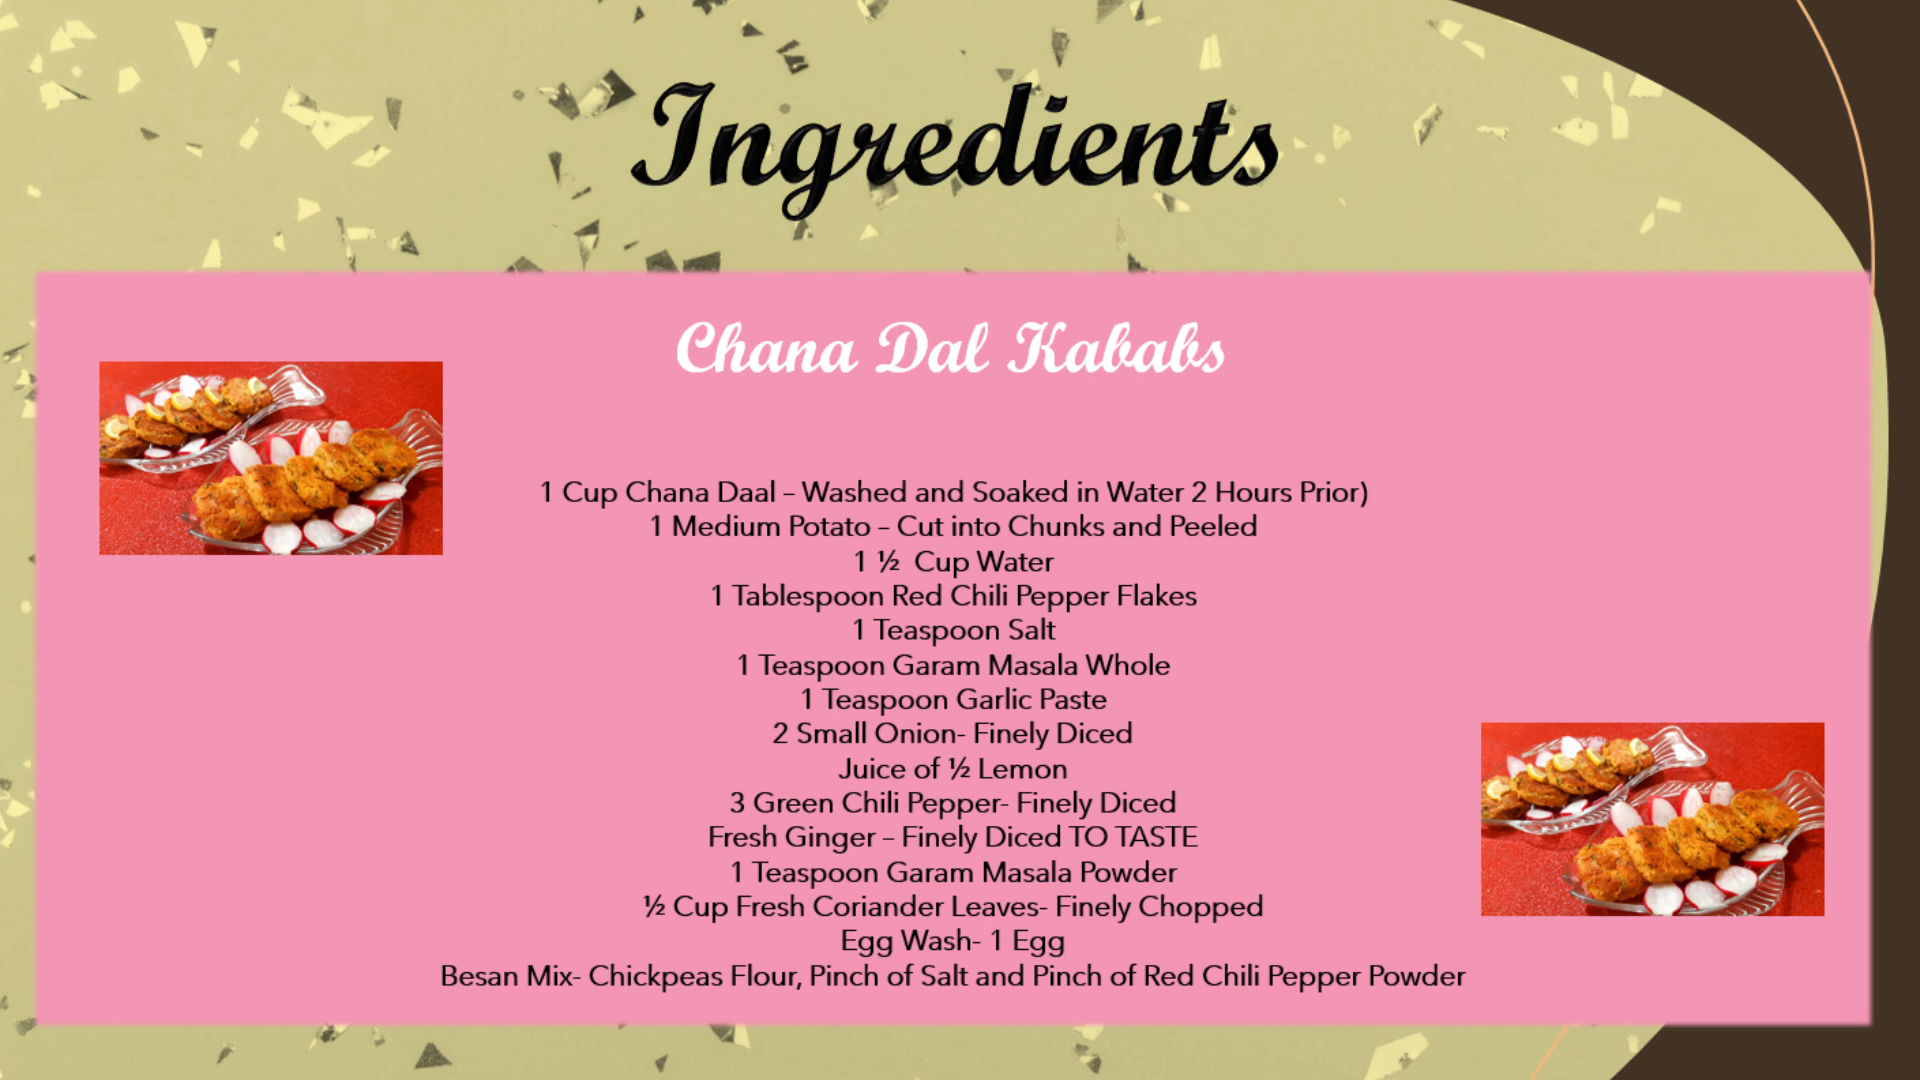 Ingredients
Chana Dal Kababs
1 Cup Chana Daal – Washed and Soaked in Water 2 Hours Prior)
1 Medium Potato – Cut into Chunks and Peeled
1 ½  Cup Water
1 Tablespoon Red Chili Pepper Flakes
1 Teaspoon Salt
1 Teaspoon Garam Masala Whole
1 Teaspoon Garlic Paste
2 Small Onion- Finely Diced
Juice of ½ Lemon
3 Green Chili Pepper- Finely Diced
Fresh Ginger – Finely Diced TO TASTE
1 Teaspoon Garam Masala Powder
½ Cup Fresh Coriander Leaves- Finely Chopped
Egg Wash- 1 Egg
Besan Mix- Chickpeas Flour, Pinch of Salt and Pinch of Red Chili Pepper Powder